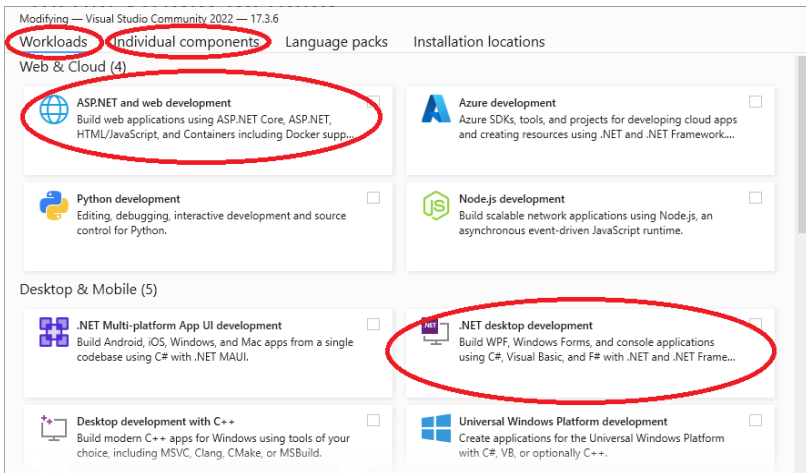 Modifying — Visual Studio Community 2022 — 17.3.6
Workloads Individual components Language packs Installation locations
Web & Cloud (4)
ASP.NET and web development
Build web applications using ASP.NET Core, ASP.NET,
HTML/JavaScript, and Containers including Docker supp...
Azure development
Azure SDKs, tools, and projects for developing cloud apps
and creating resources using .NET and .NET Framework....
Python development
Editing, debugging, interactive development and source
control for Python.
JS
Node.js development
Build scalable network applications using Node.js, an
asynchronous event-driven JavaScript runtime.
Desktop & Mobile (5)
.NET Multi-platform App UI development
Build Android, iOS, Windows, and Mac apps from a single
codebase using C# with .NET MAUI.
.NET
.NET desktop development
Build WPF, Windows Forms, and console applications
using C#, Visual Basic, and F# with .NET and .NET Frame...
Desktop development with C++
Build modern C++ apps for Windows using tools of your
choice, including MSVC, Clang, CMake, or MSBuild.
Universal Windows Platform development
Create applications for the Universal Windows Platform
with C#, VB, or optionally C++.